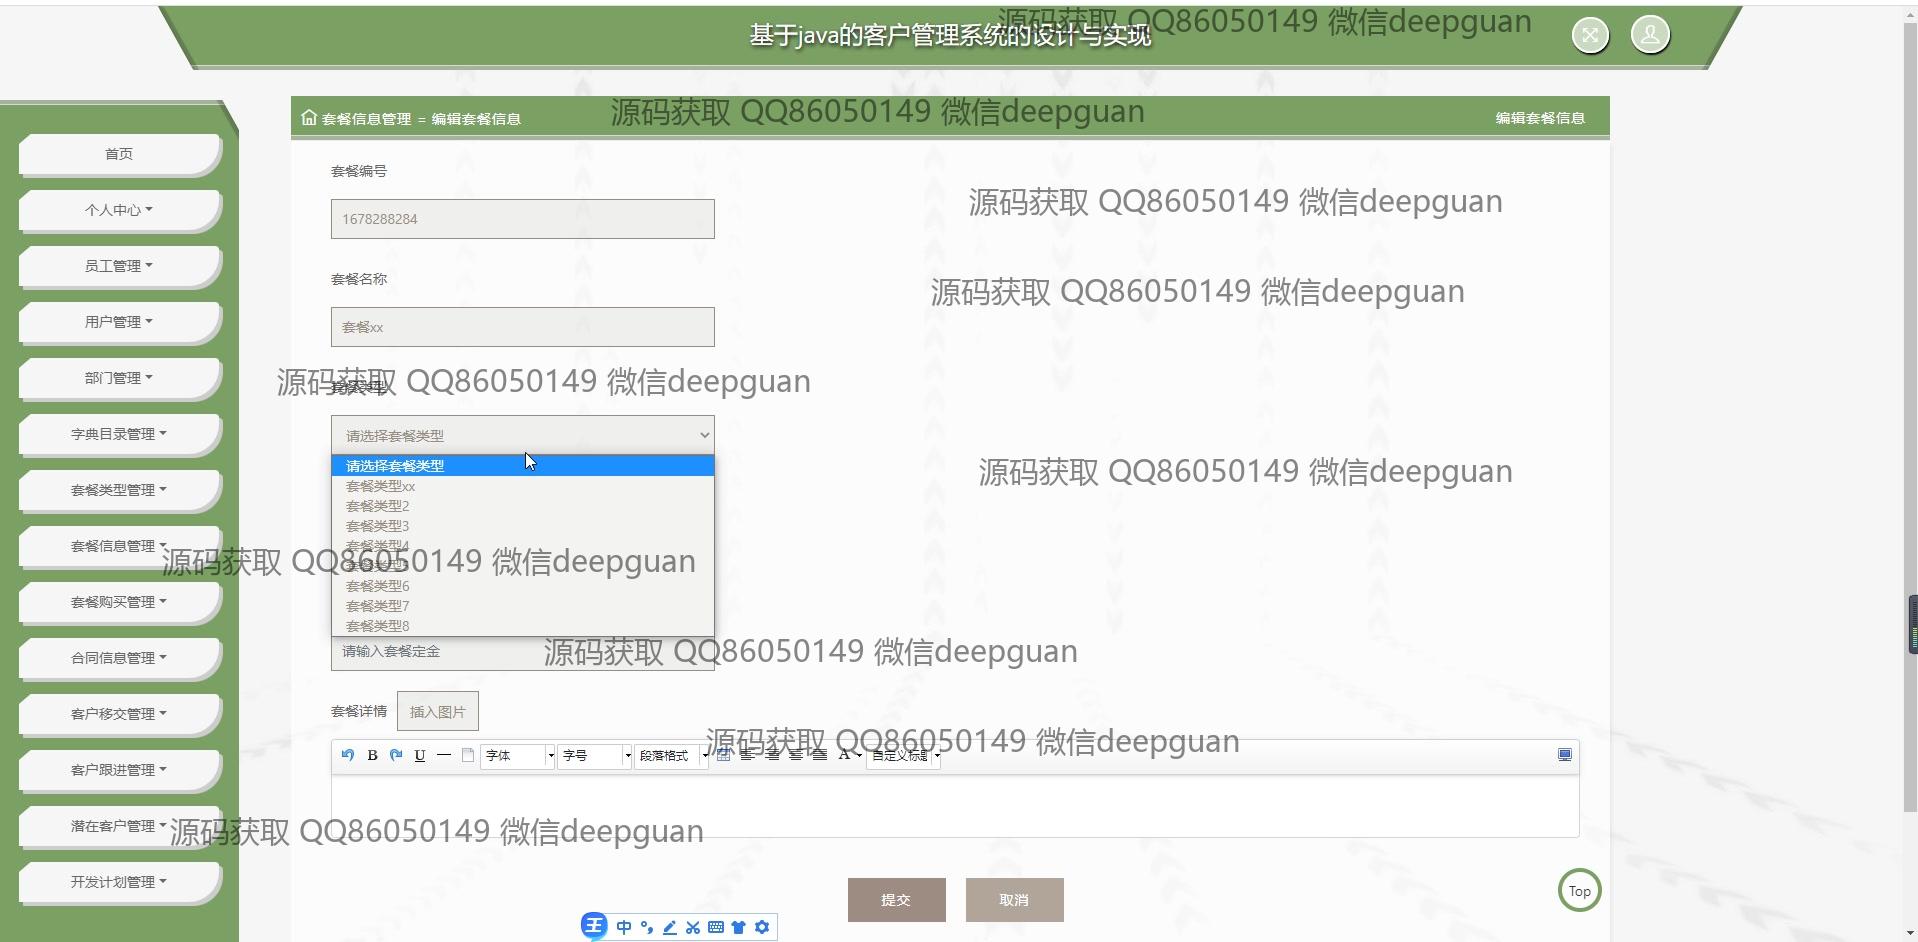 基于java的客户管理系统的设计与实现
源码获取 QQ86050149 微信deepguan
套餐信息管理 = 编辑套餐信息
源码获取 QQ86050149 微信deepguan
编辑套餐信息
首页
个人中心
员工管理
用户管理
部门管理
字典目录管理
套餐类型管理
套餐信息管理
套餐购买管理
合同信息管理
客户移交管理
客户跟进管理
潜在客户管理
开发计划管理
套餐编号
1678288284
源码获取 QQ86050149 微信deepguan
套餐名称
源码获取 QQ86050149 微信deepguan
套餐xx
套餐类型
源码获取 QQ86050149 微信deepguan
请选择套餐类型
请选择套餐类型
源码获取 QQ86050149 微信deepguan
套餐类型xx
套餐类型2
套餐类型3
套餐类型4
套餐类型5
源码获取 QQ86050149 微信deepguan
套餐类型6
套餐类型7
套餐类型8
请输入套餐定金
源码获取 QQ86050149 微信deepguan
套餐详情 插入图片
源码获取 QQ86050149 微信deepguan
B U 字体 字号 段落格式 A 自定义标题
源码获取 QQ86050149 微信deepguan
提交 取消
Top
王 中